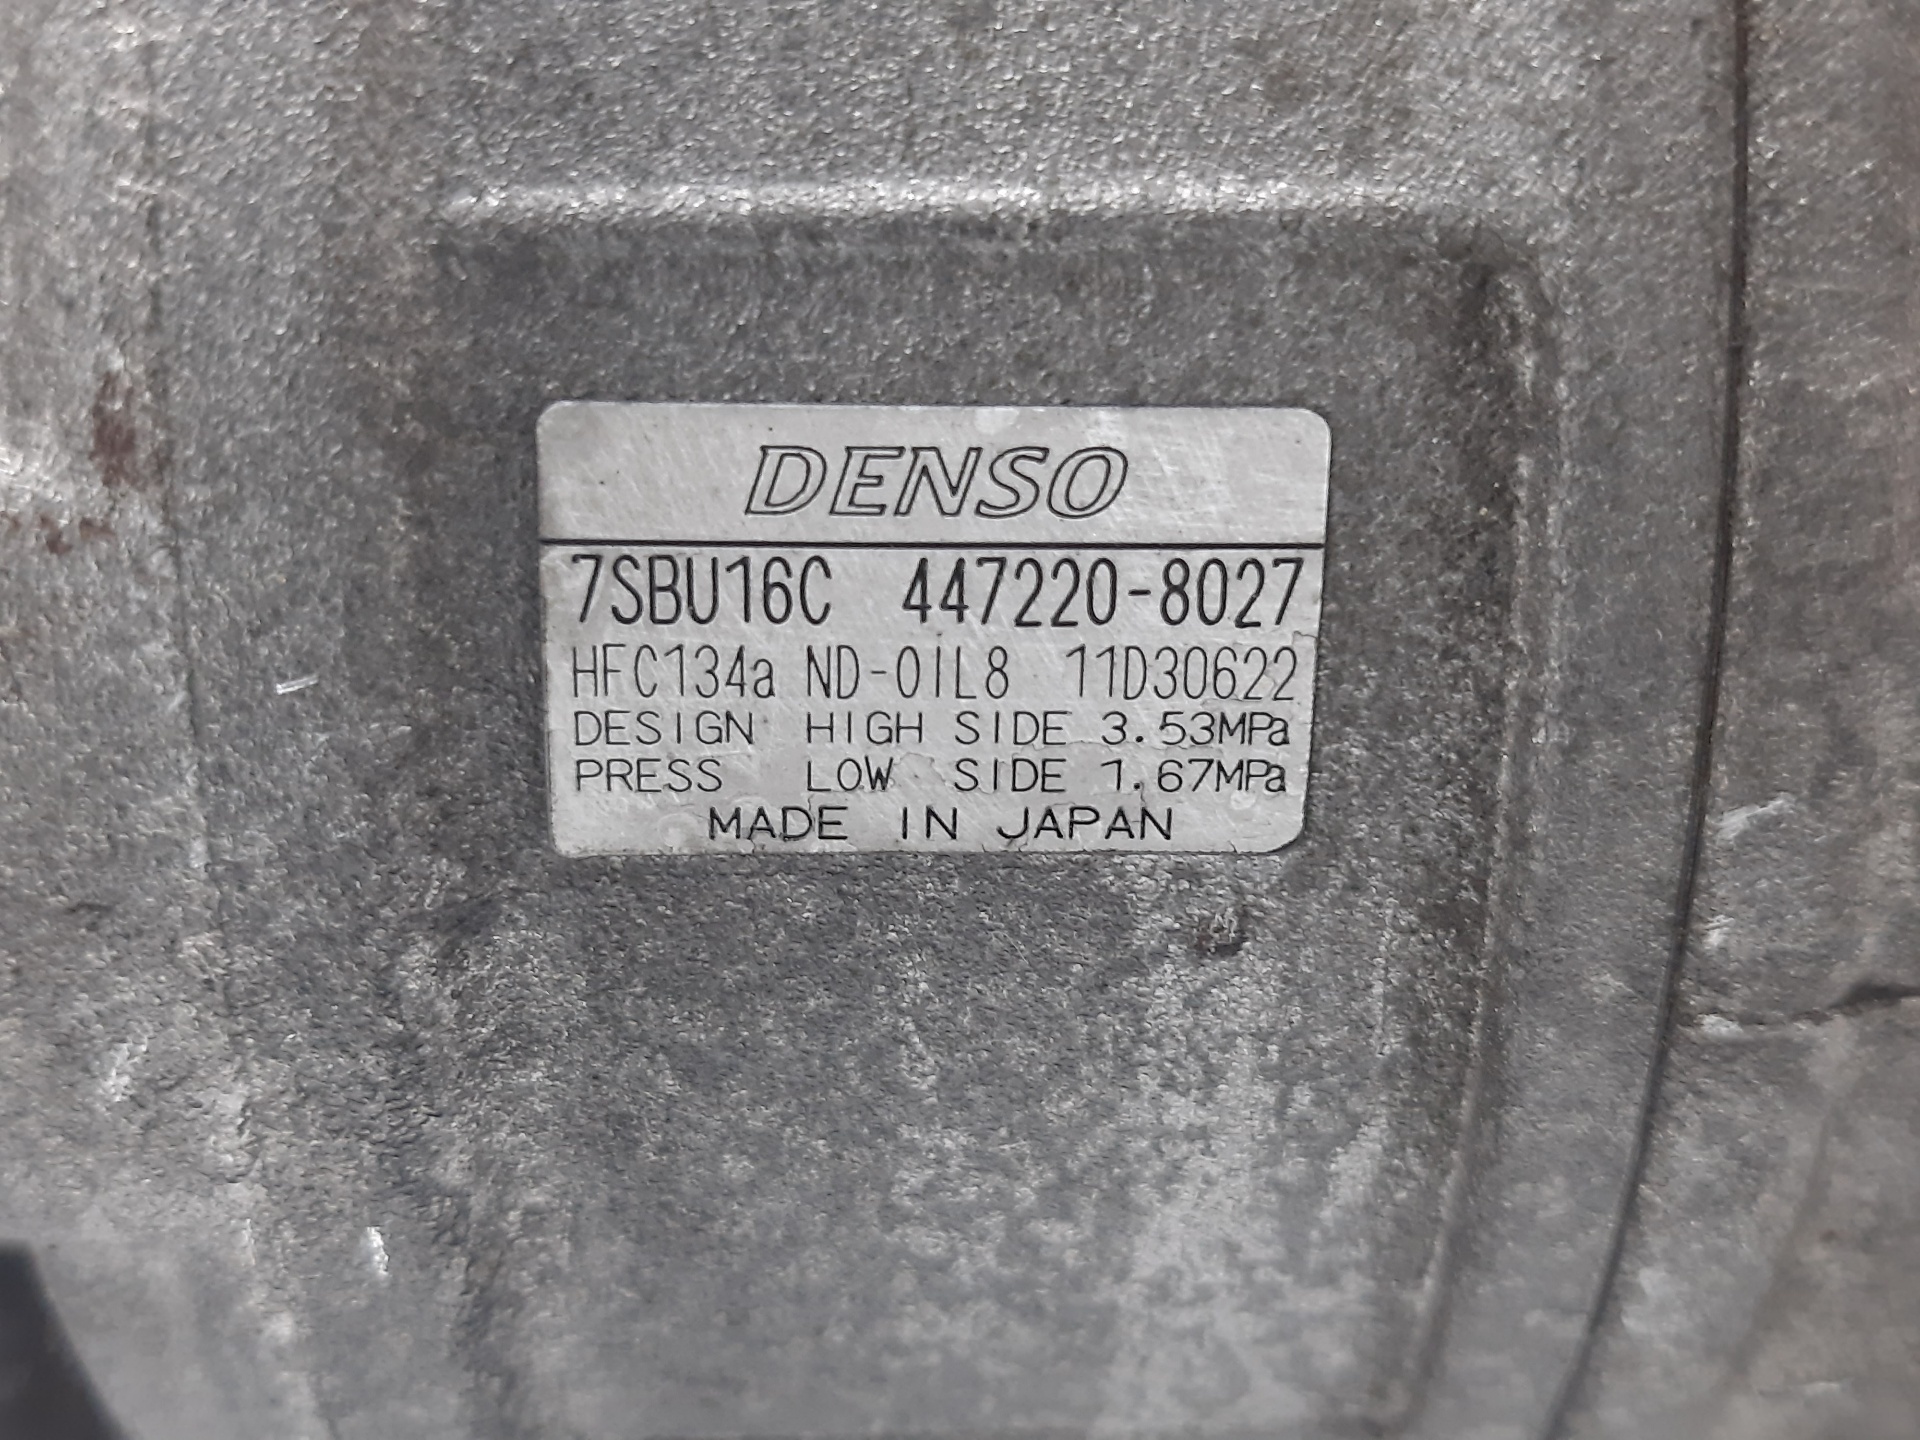 DENSO
7SBU16C 447220-8027
HFC134a ND-OIL8 11D30622
DESIGN HIGH SIDE 3.53MPa
PRESS LOW SIDE 1.67MPa
MADE IN JAPAN